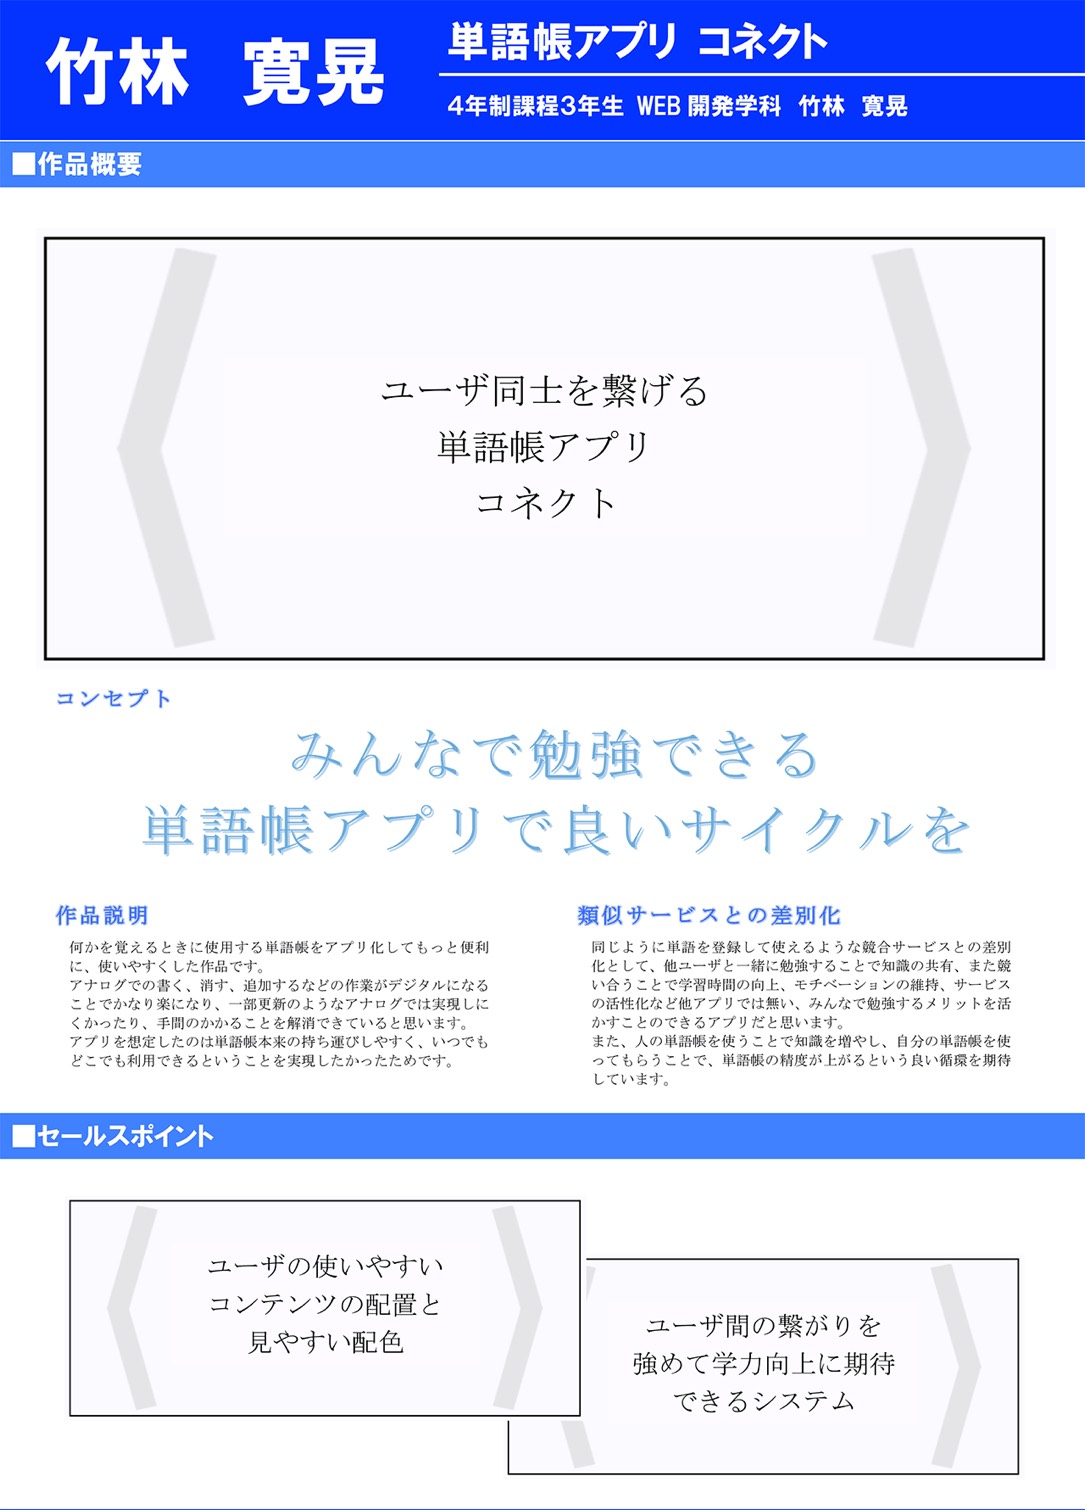 竹林　寛晃
単語帳アプリ コネクト
4年制課程3年生 WEB開発学科　竹林　寛晃
■作品概要
ユーザ同士を繋げる
単語帳アプリ
コネクト
コンセプト
みんなで勉強できる
単語帳アプリで良いサイクルを
作品説明
何かを覚えるときに使用する単語帳をアプリ化してもっと便利
に、使いやすくした作品です。
アナログでの書く、消す、追加するなどの作業がデジタルになる
ことでかなり楽になり、一部更新のようなアナログでは実現しに
くかったり、手間のかかることを解消できていると思います。
アプリを想定したのは単語帳本来の持ち運びしやすく、いつでも
どこでも利用できるということを実現したかったためです。
類似サービスとの差別化
同じように単語を登録して使えるような競合サービスとの差別
化として、他ユーザと一緒に勉強することで知識の共有、また競
い合うことで学習時間の向上、モチベーションの維持、サービス
の活性化など他アプリでは無い、みんなで勉強するメリットを活
かすことのできるアプリだと思います。
また、人の単語帳を使うことで知識を増やし、自分の単語帳を使
ってもらうことで、単語帳の精度が上がるという良い循環を期待
しています。
■セールスポイント
ユーザの使いやすい
コンテンツの配置と
見やすい配色
ユーザ間の繋がりを
強めて学力向上に期待
できるシステム